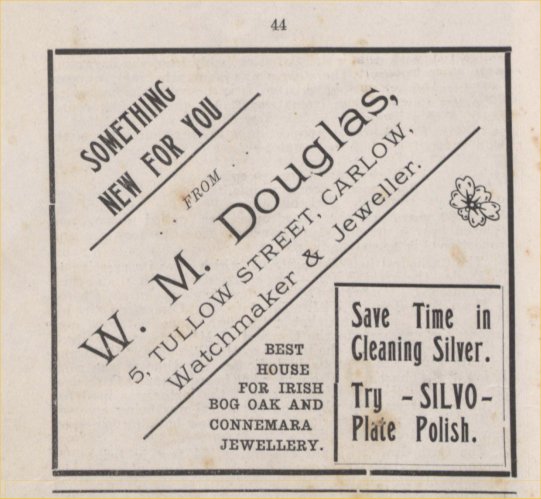 44
SOMETHING
NEW FOR YOU
. . FROM . . .
W. M. Douglas,
5, TULLOW STREET, CARLOW,
Watchmaker & Jeweller.
BEST
HOUSE
FOR IRISH
BOG OAK AND
CONNEMARA
JEWELLERY.
Save Time in
Cleaning Silver.
Try - SILVO -
Plate Polish.